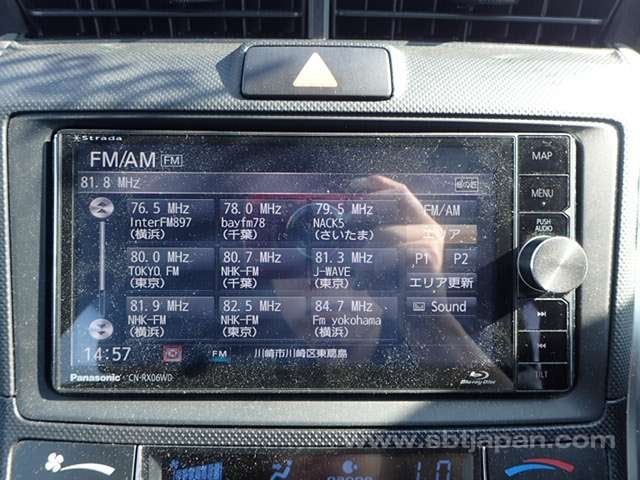 Strada
FM/AM FM
MAP
81.8 MHz
MENU
76.5 MHz 78.0 MHz 79.5 MHz FM/AM
InterFM897 bayfm78 NACK5
(横浜) (千葉) (さいたま) エリア
PUSH
AUDIO
80.0 MHz 80.7 MHz 81.3 MHz P1 P2
TOKYO FM NHK-FM J-WAVE
(東京) (千葉) (東京) エリア更新
81.9 MHz 82.5 MHz 84.7 MHz Sound
NHK-FM NHK-FM Fm yokohama
(横浜) (東京) (横浜)
14:57 FM 川崎市川崎区東扇島
Panasonic CN-RX06WD Blu-ray Disc TILT
www.sbtjapan.com
1.0